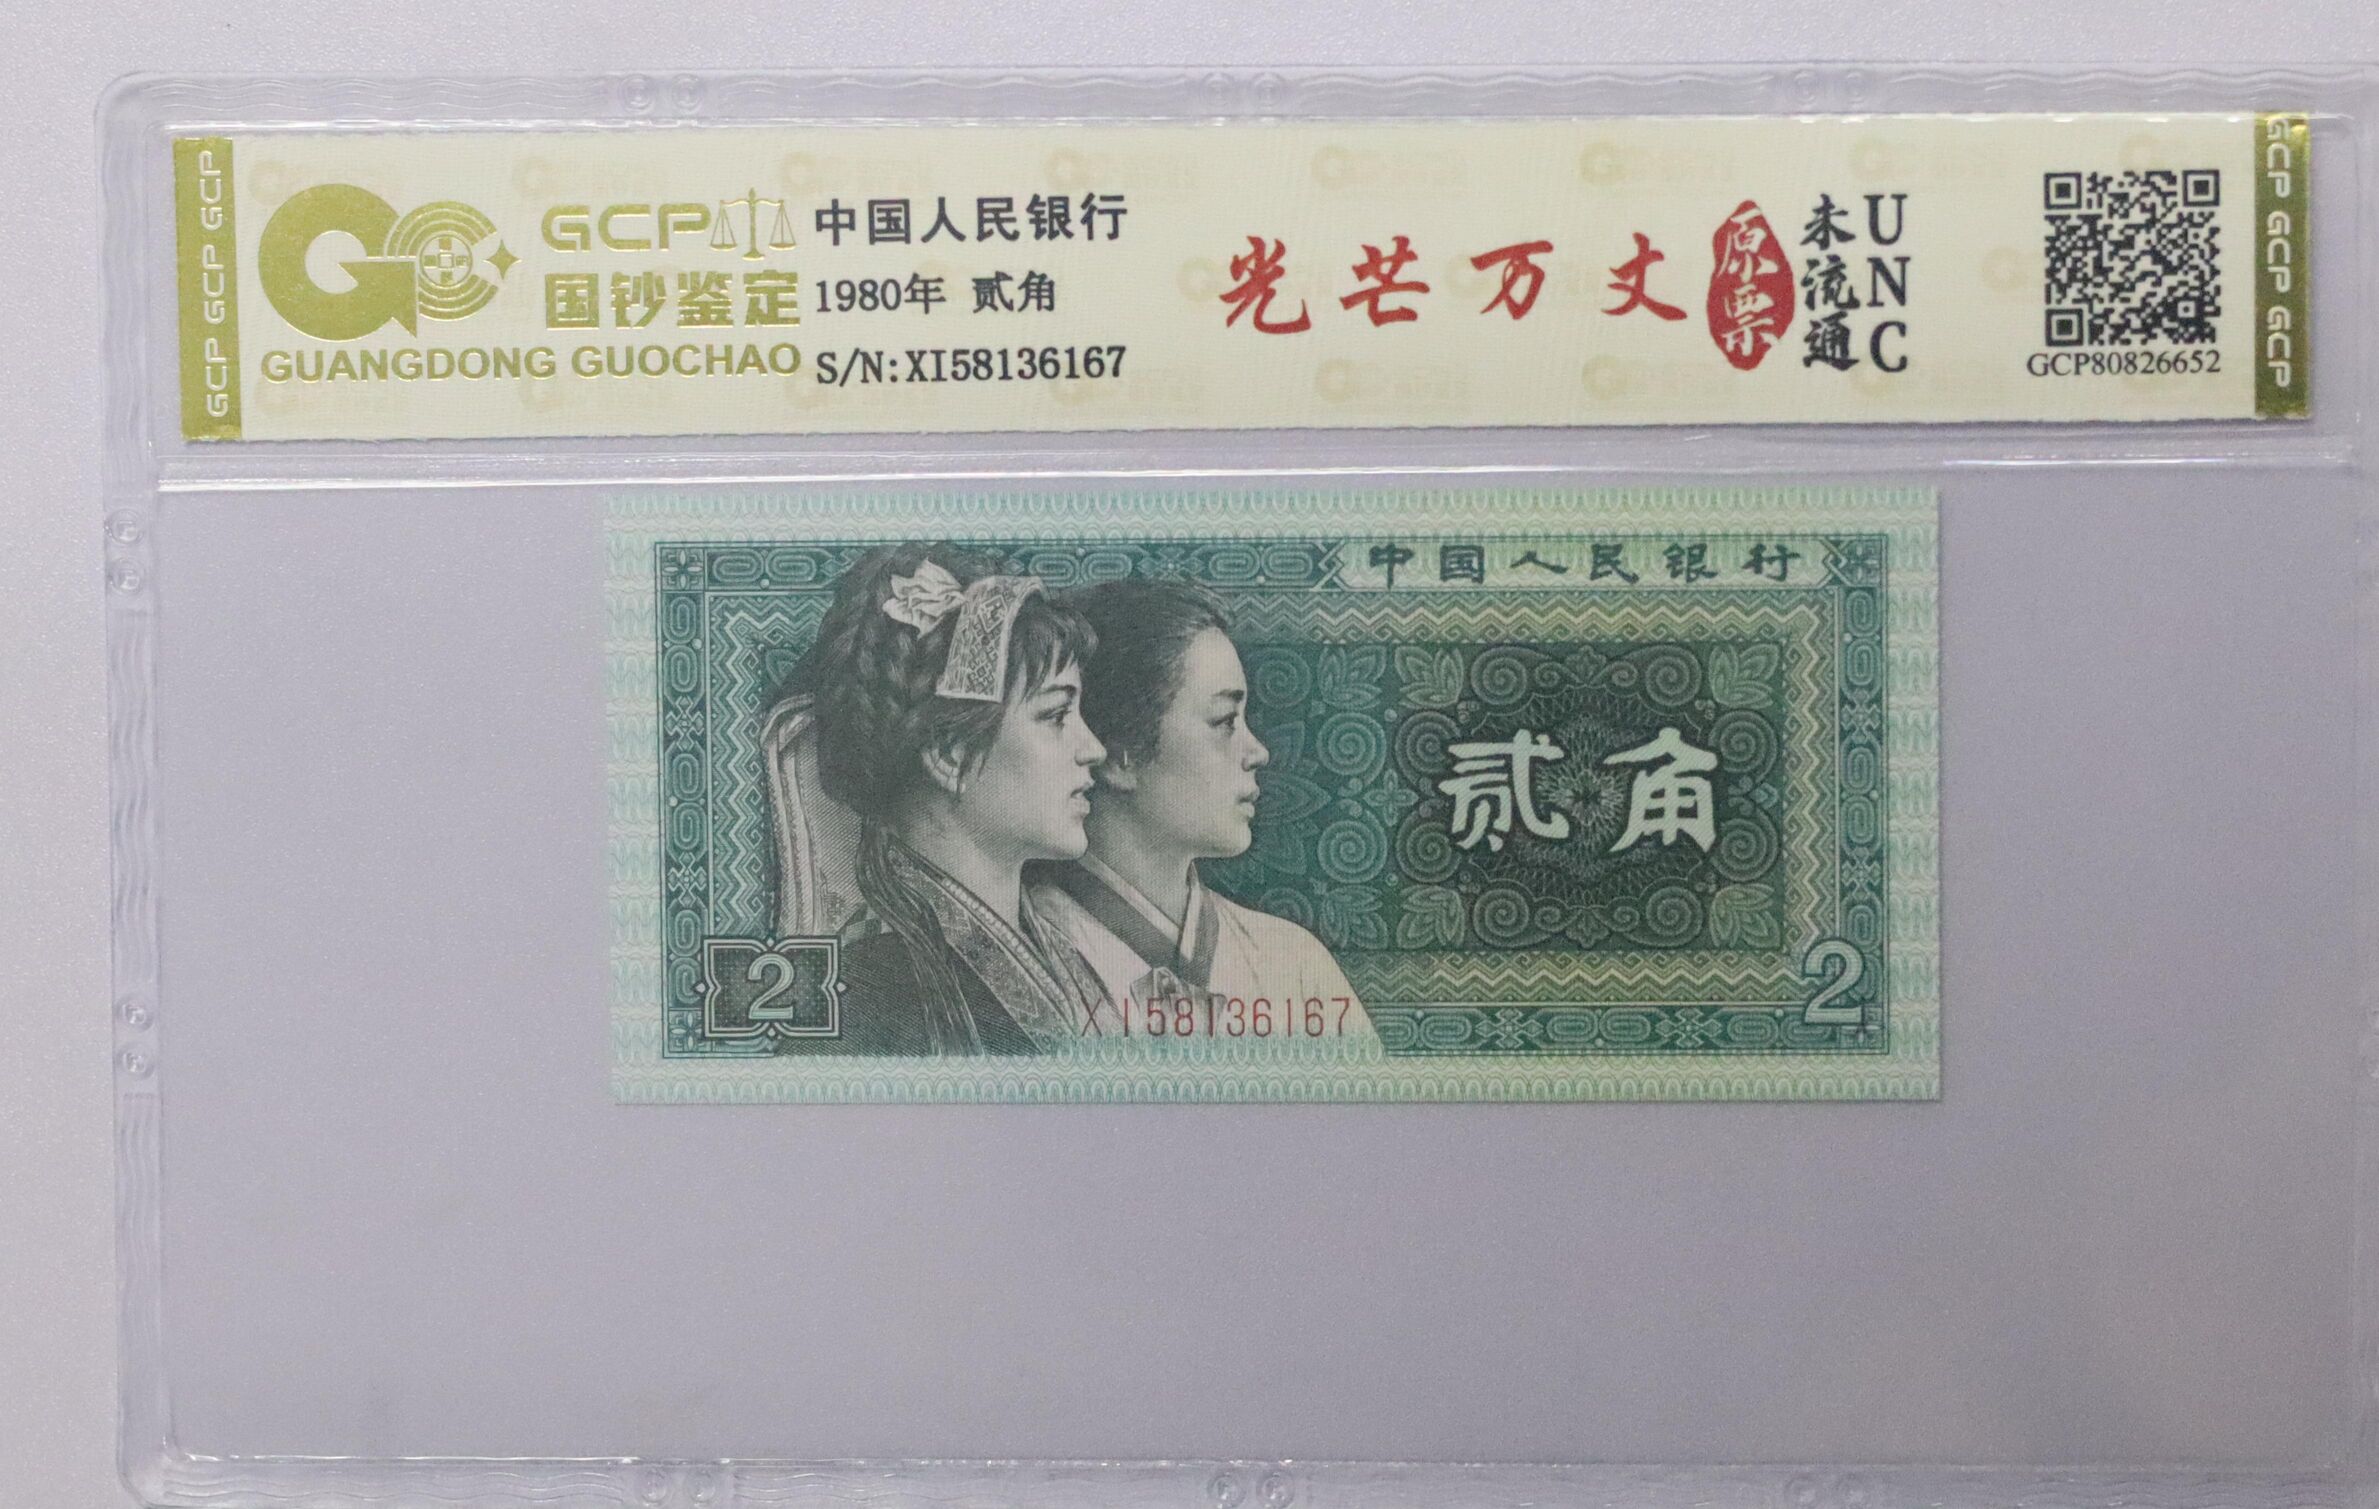 GCP GCP GCP
GCP
国钞鉴定
GUANGDONG GUOCHAO
中国人民银行
1980年 贰角
S/N:XI58136167
光芒万丈
原票
未流通
UNC
GCP80826652
GCP GCP GCP
中国人民银行
贰角
2
XI58136167
2